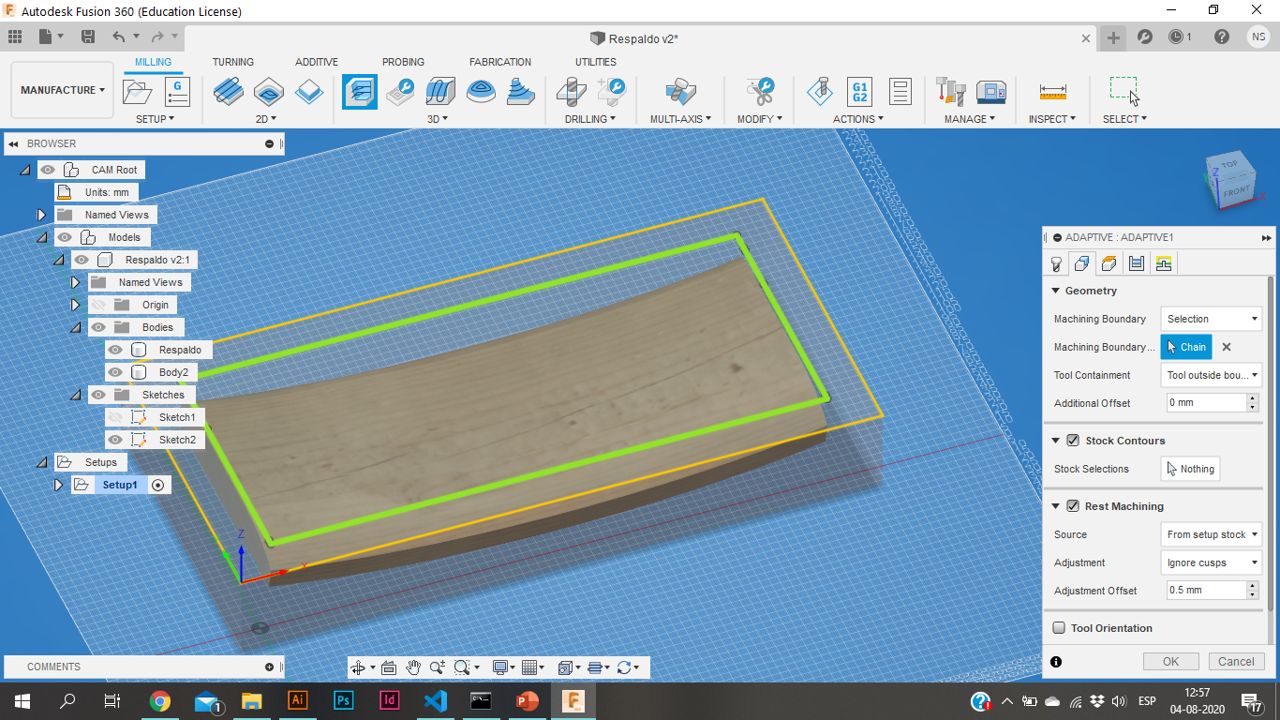 Autodesk Fusion 360 (Education License)
Respaldo v2*
1
NS
MANUFACTURE
MILLING
TURNING
ADDITIVE
PROBING
FABRICATION
UTILITIES
G
G1
G2
SETUP
2D
3D
DRILLING
MULTI-AXIS
MODIFY
ACTIONS
MANAGE
INSPECT
SELECT
BROWSER
CAM Root
Units: mm
Named Views
Models
Respaldo v2:1
Named Views
Origin
Bodies
Respaldo
Body2
Sketches
Sketch1
Sketch2
Setups
Setup1
Z
X
TOP
FRONT
Z
X
ADAPTIVE : ADAPTIVE1
Geometry
Machining Boundary Selection
Machining Boundary... Chain
Tool Containment Tool outside bou...
Additional Offset 0 mm
Stock Contours
Stock Selections Nothing
Rest Machining
Source From setup stock
Adjustment Ignore cusps
Adjustment Offset 0.5 mm
Tool Orientation
OK Cancel
COMMENTS
1
Ai
Ps
Id
ESP
2:57
04-08-2020
17